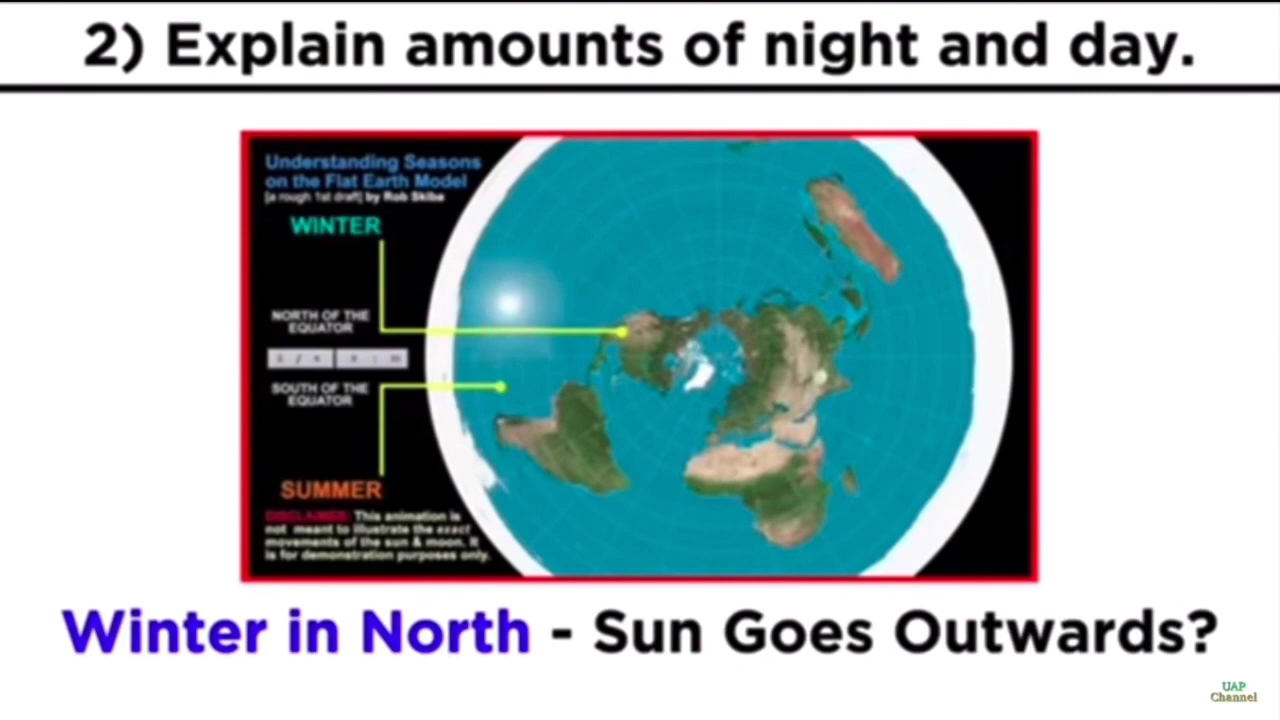 2) Explain amounts of night and day.
Understanding Seasons
on the Flat Earth Model
[a rough 1st draft] by Rob Skiba
WINTER
NORTH OF THE
EQUATOR
SOUTH OF THE
EQUATOR
SUMMER
DISCLAIMER: This animation is
not meant to illustrate the exact
movements of the sun & moon. It
is for demonstration purposes only.
Winter in North - Sun Goes Outwards?
UAP
Channel